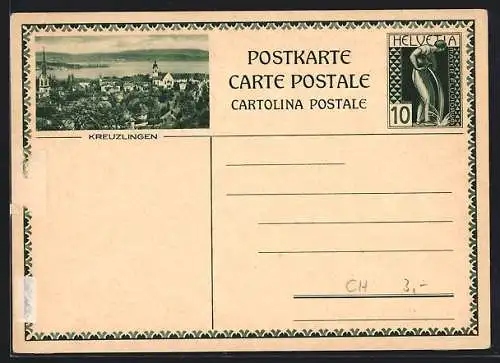 POSTKARTE
CARTE POSTALE
CARTOLINA POSTALE
HELVETIA
10
KREUZLINGEN
CH 3,-